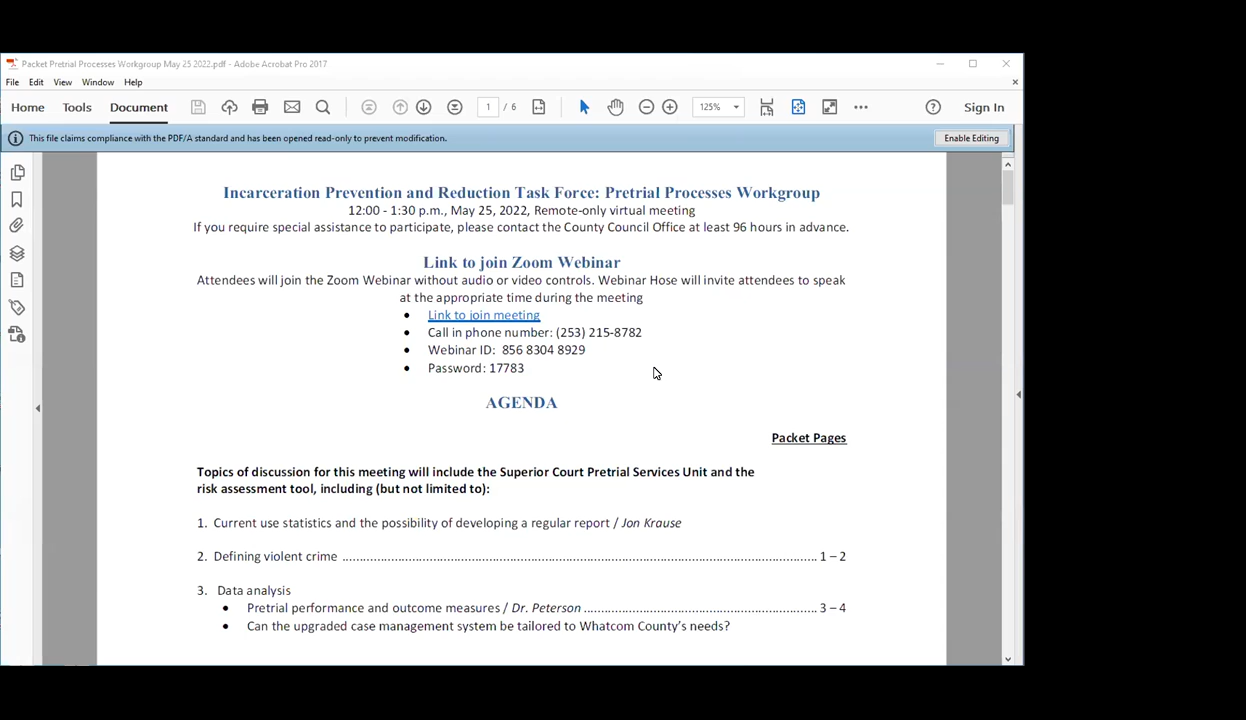 Packet Pretrial Processes Workgroup May 25 2022.pdf - Adobe Acrobat Pro 2017
File Edit View Window Help
Home Tools Document 1 / 6 125% Sign In
This file claims compliance with the PDF/A standard and has been opened read-only to prevent modification. Enable Editing
Incarceration Prevention and Reduction Task Force: Pretrial Processes Workgroup
12:00 - 1:30 p.m., May 25, 2022, Remote-only virtual meeting
If you require special assistance to participate, please contact the County Council Office at least 96 hours in advance.
Link to join Zoom Webinar
Attendees will join the Zoom Webinar without audio or video controls. Webinar Hose will invite attendees to speak
at the appropriate time during the meeting
• Link to join meeting
• Call in phone number: (253) 215-8782
• Webinar ID: 856 8304 8929
• Password: 17783
AGENDA
Packet Pages
Topics of discussion for this meeting will include the Superior Court Pretrial Services Unit and the
risk assessment tool, including (but not limited to):
1. Current use statistics and the possibility of developing a regular report / Jon Krause
2. Defining violent crime ........ 1 – 2
3. Data analysis
• Pretrial performance and outcome measures / Dr. Peterson ........ 3 – 4
• Can the upgraded case management system be tailored to Whatcom County's needs?